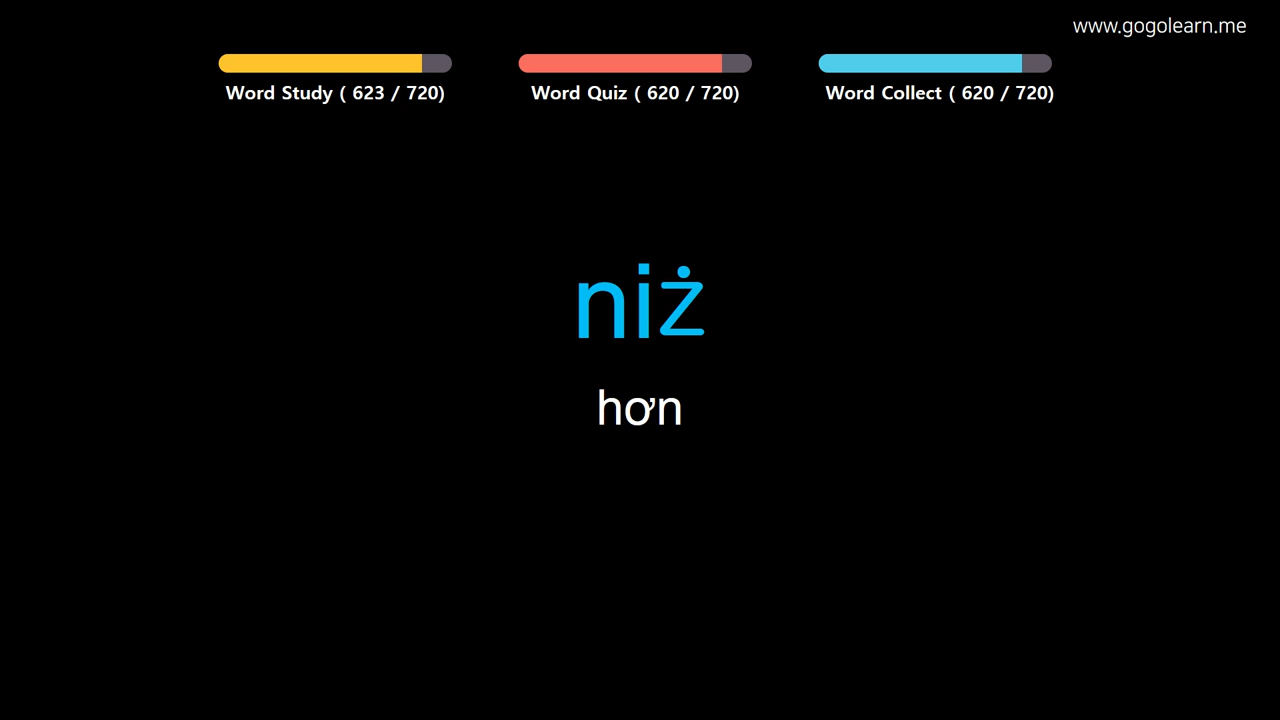 www.gogolearn.me
Word Study ( 623 / 720)
Word Quiz ( 620 / 720)
Word Collect ( 620 / 720)
niż
hơn